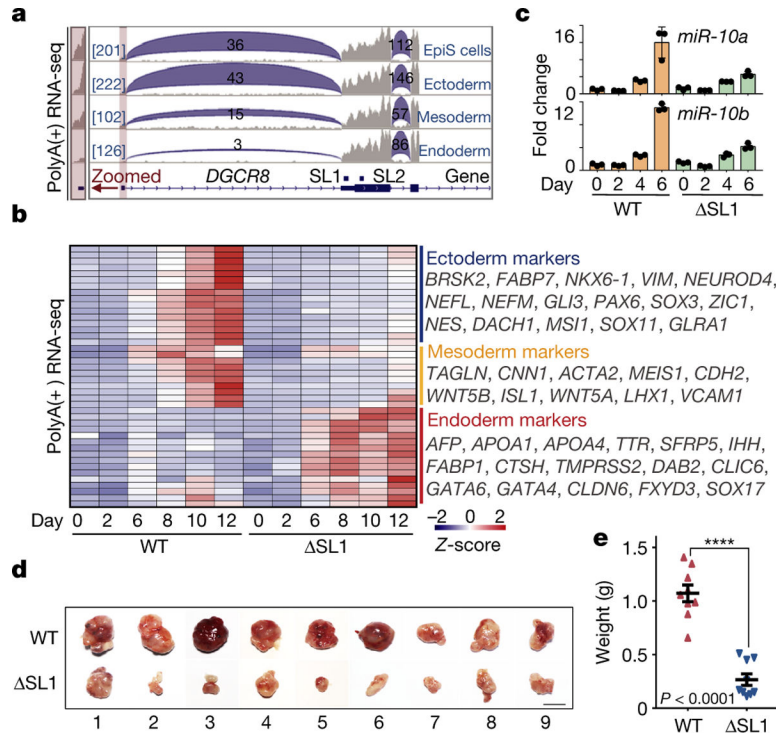 a
PolyA(+) RNA-seq
[201]
36
112
EpiS cells
[222]
43
146
Ectoderm
[102]
15
57
Mesoderm
[126]
3
86
Endoderm
Zoomed
DGCR8
SL1
SL2
Gene
c
Fold change
16
0
miR-10a
12
0
miR-10b
Day 0 2 4 6 0 2 4 6
WT ΔSL1
b
PolyA(+) RNA-seq
Ectoderm markers
BRSK2, FABP7, NKX6-1, VIM, NEUROD4,
NEFL, NEFM, GLI3, PAX6, SOX3, ZIC1,
NES, DACH1, MSI1, SOX11, GLRA1
Mesoderm markers
TAGLN, CNN1, ACTA2, MEIS1, CDH2,
WNT5B, ISL1, WNT5A, LHX1, VCAM1
Endoderm markers
AFP, APOA1, APOA4, TTR, SFRP5, IHH,
FABP1, CTSH, TMPRSS2, DAB2, CLIC6,
GATA6, GATA4, CLDN6, FXYD3, SOX17
Day 0 2 6 8 10 12 0 2 6 8 10 12
WT ΔSL1
−2 0 2
Z-score
d
WT
ΔSL1
1 2 3 4 5 6 7 8 9
e
****
Weight (g)
1.5
1.0
0.5
0
P < 0.0001
WT ΔSL1